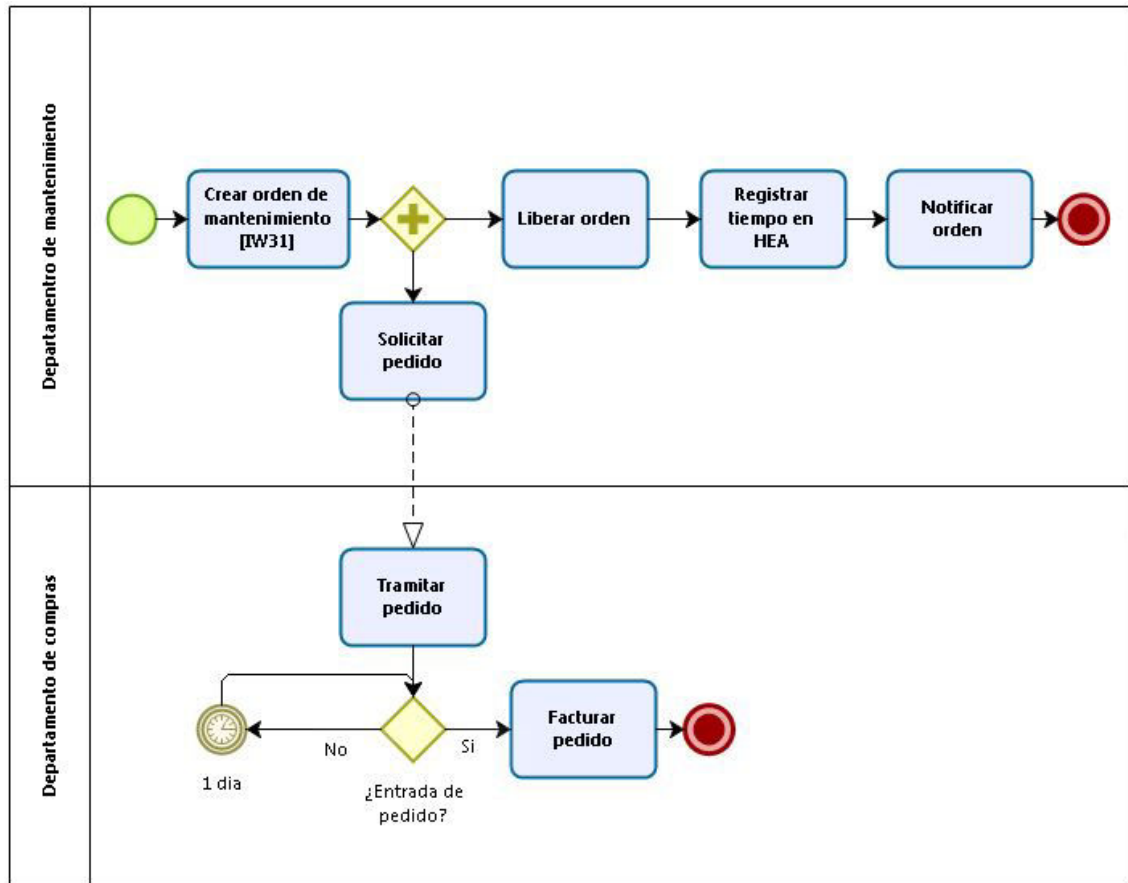 Departamentro de mantenimiento
Crear orden de
mantenimiento
[IW31]
Liberar orden
Registrar
tiempo en
HEA
Notificar
orden
Solicitar
pedido
Departamento de compras
Tramitar
pedido
No
Si
Facturar
pedido
1 dia
¿Entrada de
pedido?